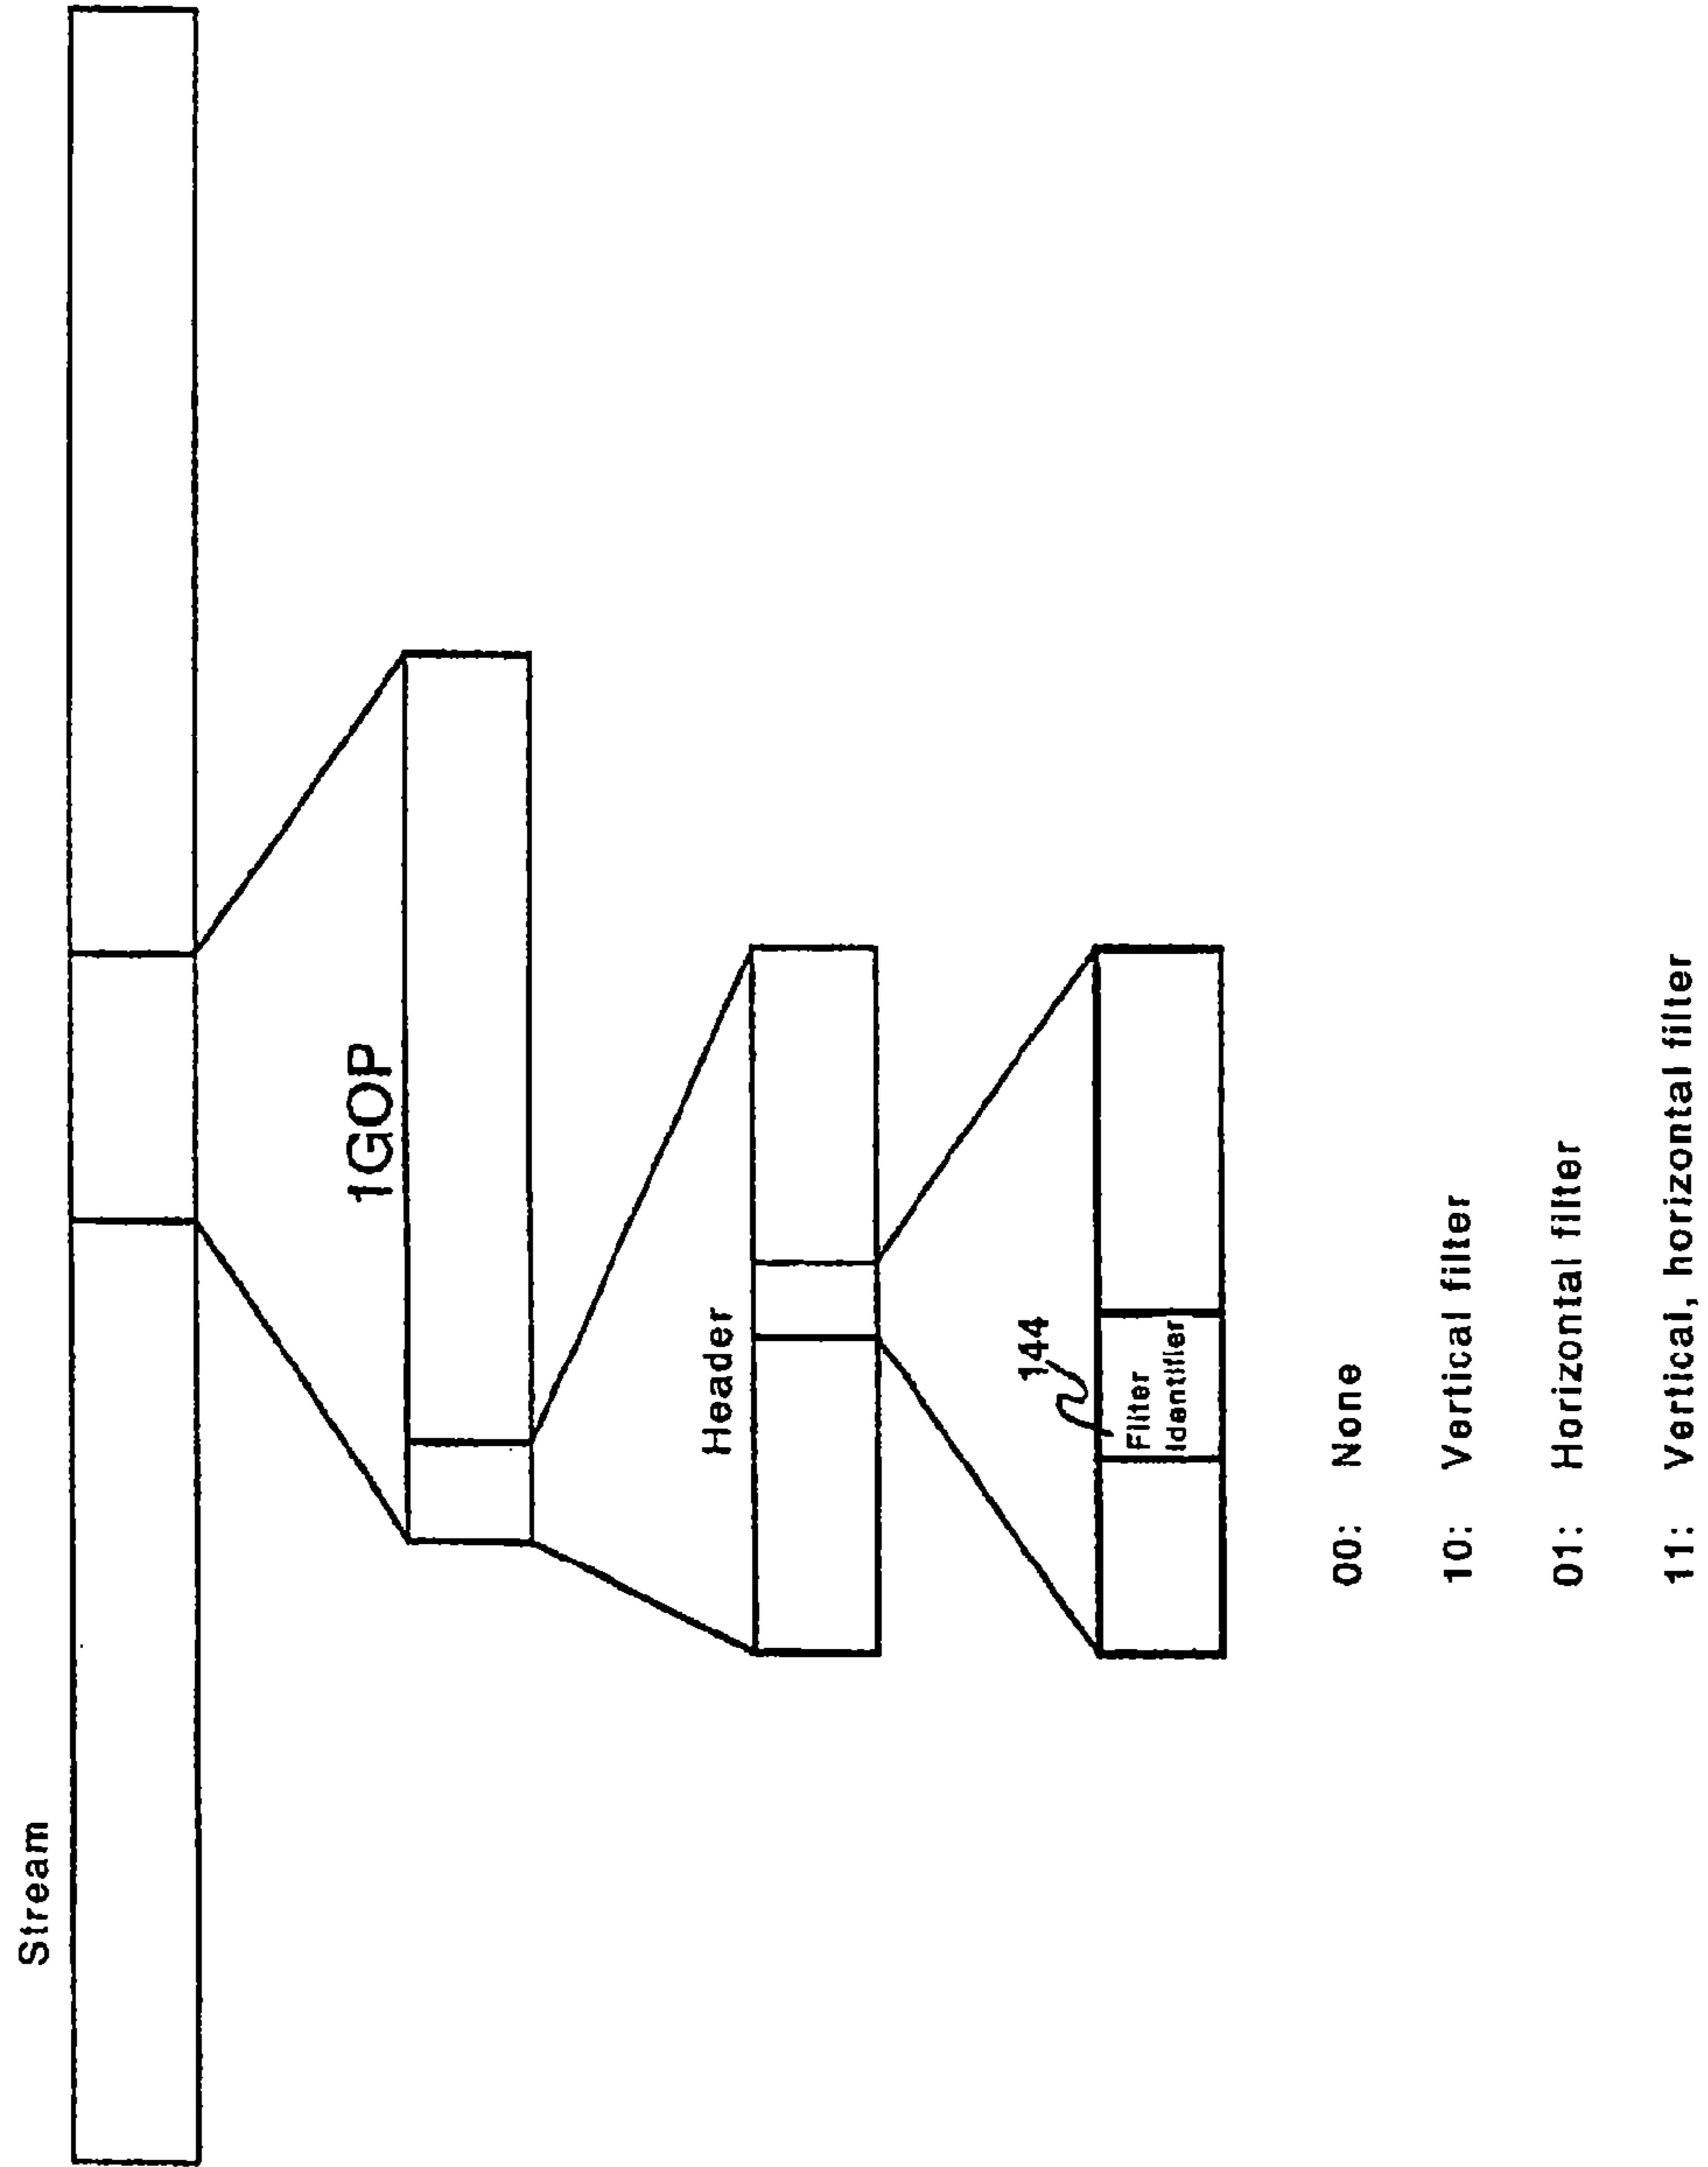 Stream
1GOP
Header
144
Filter
Identifier
00: None
10: Vertical filter
01: Horizontal filter
11: Vertical, horizontal filter